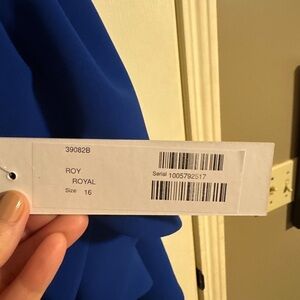 39082B
ROY
ROYAL
Size 16
Serial 1005792517